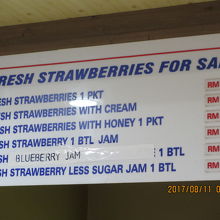 RESH STRAWBERRIES FOR SA
SH STRAWBERRIES 1 PKT
RM
SH STRAWBERRIES WITH CREAM
RM
SH STRAWBERRIES WITH HONEY 1 PKT
RM
SH STRAWBERRY 1 BTL JAM
RM
SH BLUEBERRY JAM E 1 BTL
RM
SH STRAWBERRY LESS SUGAR JAM 1 BTL
RM
2017/08/11 0